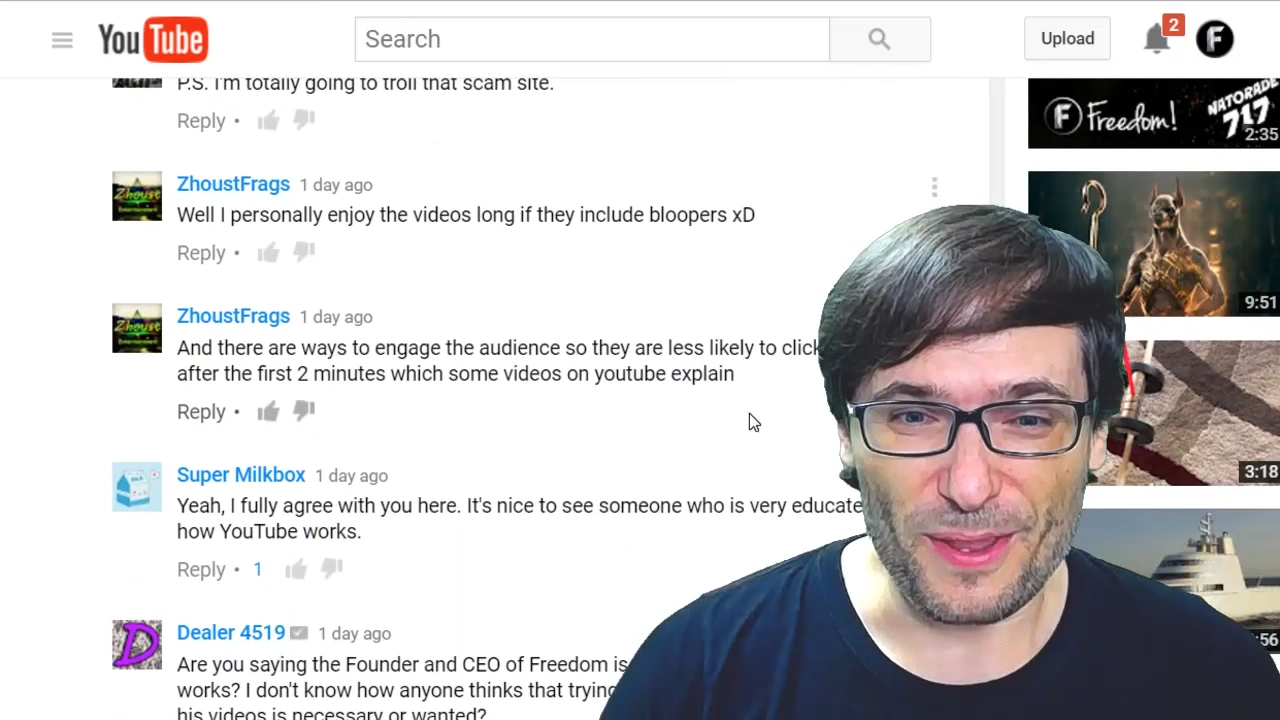 YouTube
Search
Upload
2
F
P.S. I'm totally going to troll that scam site.
Reply •
ZhoustFrags 1 day ago
Well I personally enjoy the videos long if they include bloopers xD
Reply •
ZhoustFrags 1 day ago
And there are ways to engage the audience so they are less likely to click
after the first 2 minutes which some videos on youtube explain
Reply •
Super Milkbox 1 day ago
Yeah, I fully agree with you here. It's nice to see someone who is very educate
how YouTube works.
Reply • 1
Dealer 4519 1 day ago
Are you saying the Founder and CEO of Freedom is
works? I don't know how anyone thinks that trying
his videos is necessary or wanted?
F Freedom!
NATORADE
717
2:35
9:51
3:18
:56
Zhoust
Zhoust
D